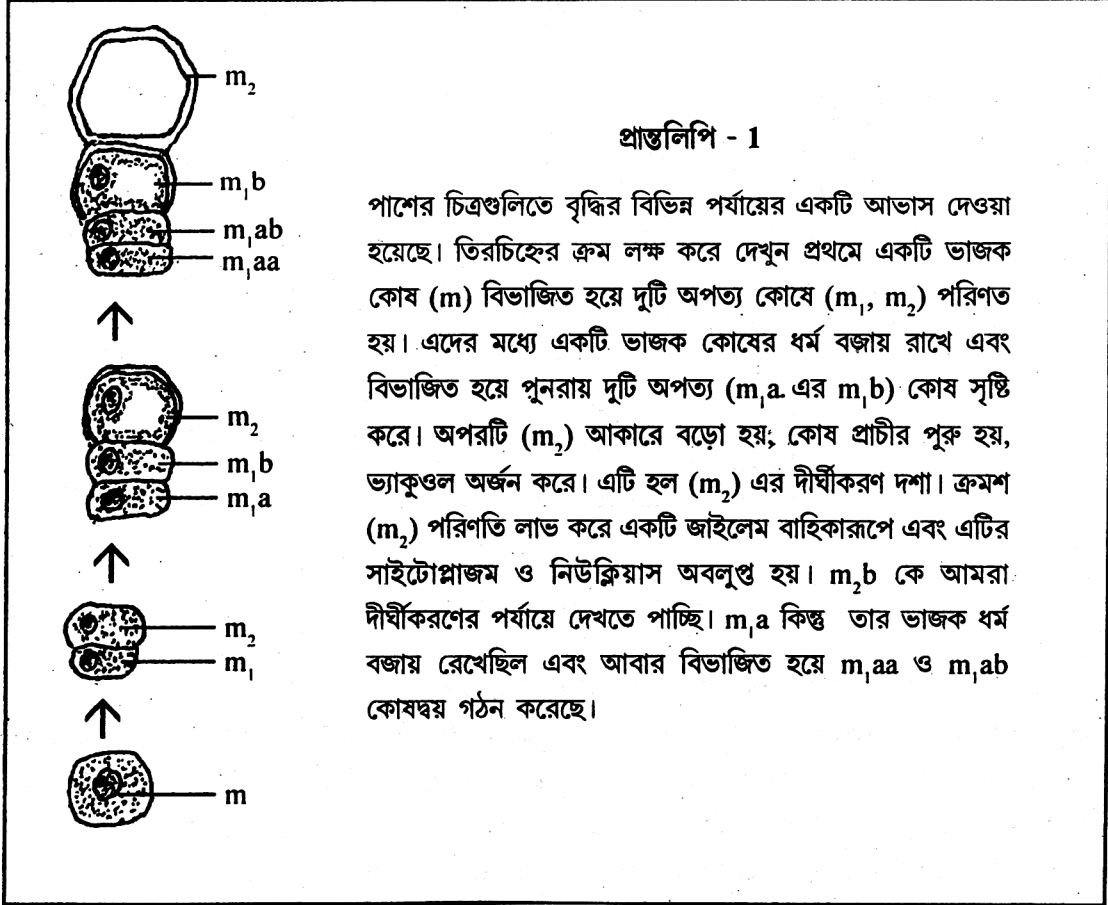 m₂
m₁b
m₁ab
m₁aa
m₂
m₁b
m₁a
m₂
m₁
m
প্রান্তলিপি - 1
পাশের চিত্রগুলিতে বৃদ্ধির বিভিন্ন পর্যায়ের একটি আভাস দেওয়া
হয়েছে। তিরচিহ্নের ক্রম লক্ষ করে দেখুন প্রথমে একটি ভাজক
কোষ (m) বিভাজিত হয়ে দুটি অপত্য কোষে (m₁, m₂) পরিণত
হয়। এদের মধ্যে একটি ভাজক কোষের ধর্ম বজায় রাখে এবং
বিভাজিত হয়ে পুনরায় দুটি অপত্য (m₁a. এর m₁b) কোষ সৃষ্টি
করে। অপরটি (m₂) আকারে বড়ো হয়; কোষ প্রাচীর পুরু হয়,
ভ্যাকুওল অর্জন করে। এটি হল (m₂) এর দীর্ঘীকরণ দশা। ক্রমশ
(m₂) পরিণতি লাভ করে একটি জাইলেম বাহিকারূপে এবং এটির
সাইটোপ্লাজম ও নিউক্লিয়াস অবলুপ্ত হয়। m₂b কে আমরা
দীর্ঘীকরণের পর্যায়ে দেখতে পাচ্ছি। m₁a কিন্তু তার ভাজক ধর্ম
বজায় রেখেছিল এবং আবার বিভাজিত হয়ে m₁aa ও m₁ab
কোষদ্বয় গঠন করেছে।